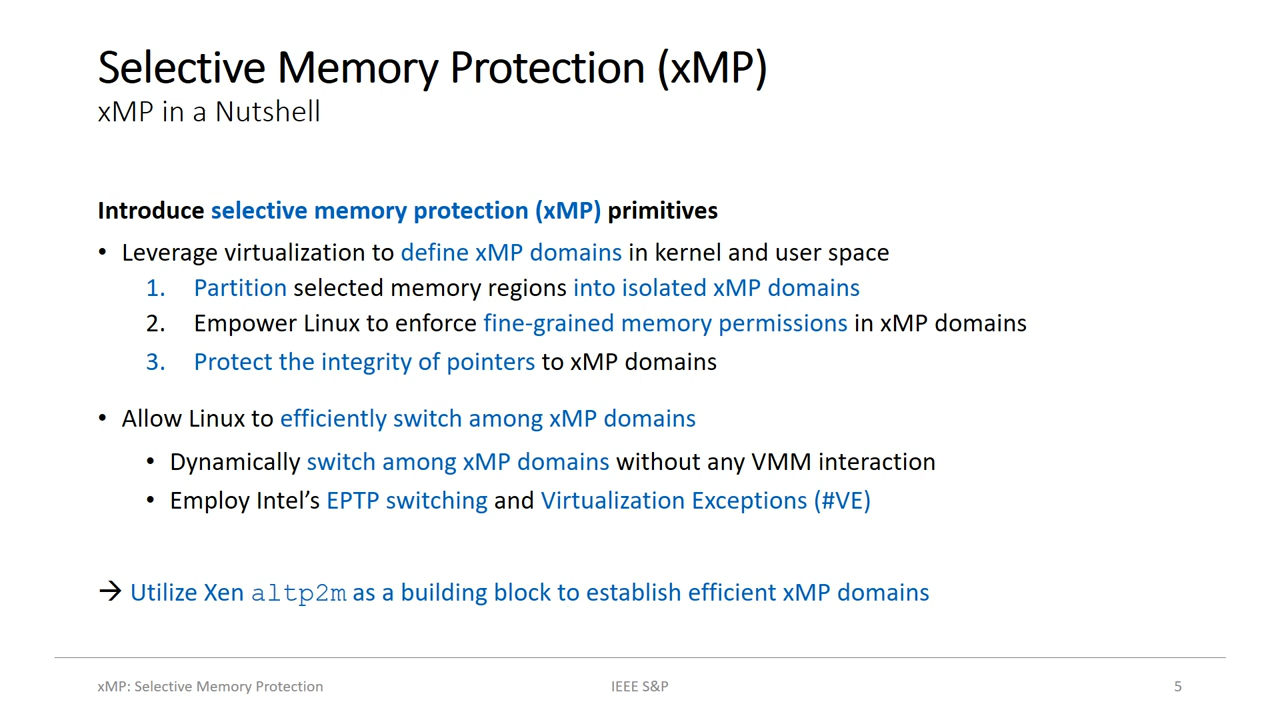 Selective Memory Protection (xMP)
xMP in a Nutshell
Introduce selective memory protection (xMP) primitives
• Leverage virtualization to define xMP domains in kernel and user space
1. Partition selected memory regions into isolated xMP domains
2. Empower Linux to enforce fine-grained memory permissions in xMP domains
3. Protect the integrity of pointers to xMP domains
• Allow Linux to efficiently switch among xMP domains
• Dynamically switch among xMP domains without any VMM interaction
• Employ Intel's EPTP switching and Virtualization Exceptions (#VE)
→ Utilize Xen altp2m as a building block to establish efficient xMP domains
xMP: Selective Memory Protection IEEE S&P 5